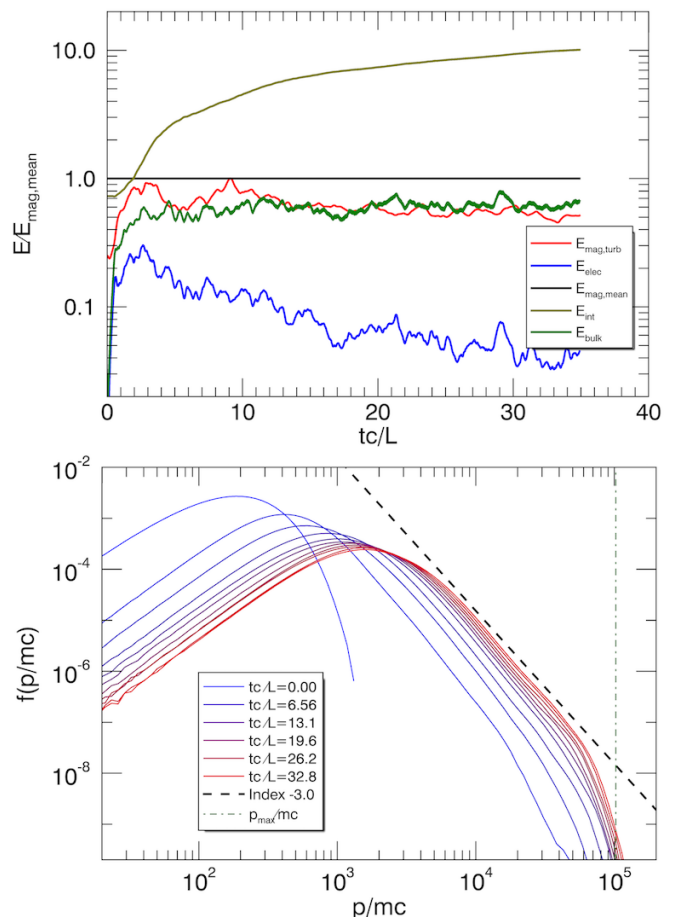 10.0
1.0
0.1
E/E_mag,mean
E_mag,turb
E_elec
E_mag,mean
E_int
E_bulk
0 10 20 30 40
tc/L
10^-2
10^-4
10^-6
10^-8
f(p/mc)
tc/L=0.00
tc/L=6.56
tc/L=13.1
tc/L=19.6
tc/L=26.2
tc/L=32.8
Index -3.0
p_max/mc
10^2 10^3 10^4 10^5
p/mc